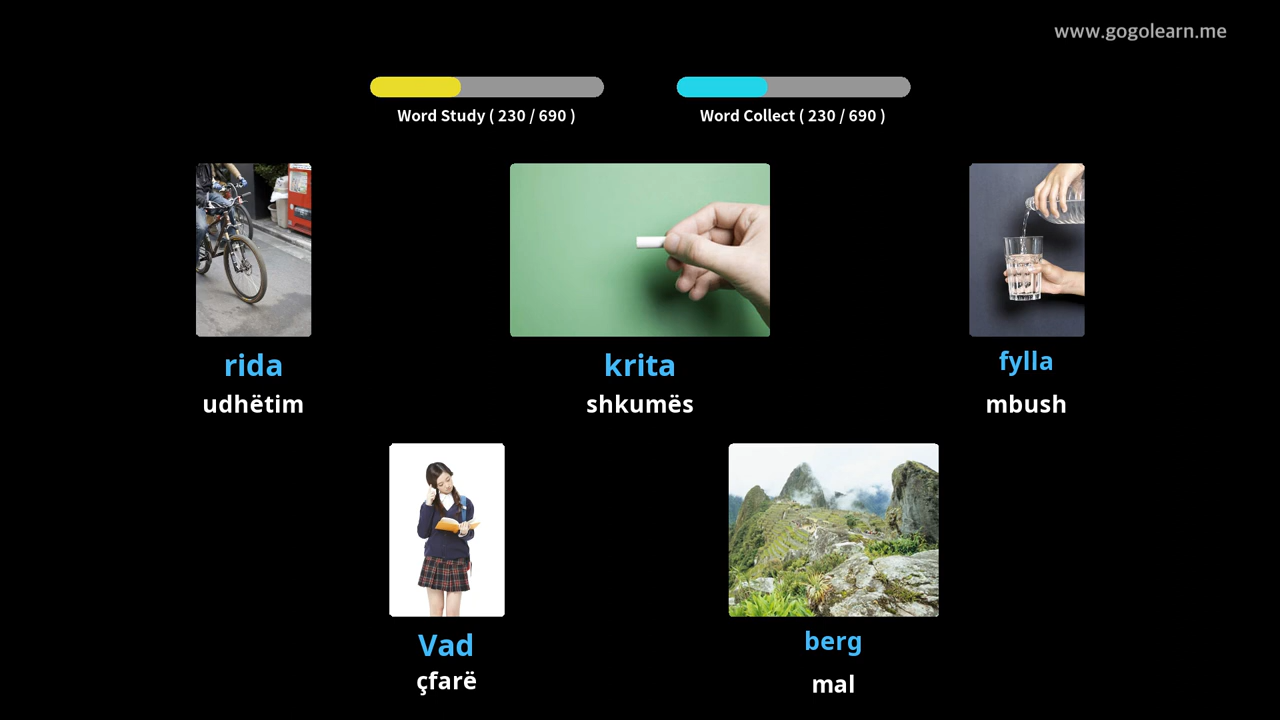 www.gogolearn.me
Word Study ( 230 / 690 )
Word Collect ( 230 / 690 )
rida
udhëtim
krita
shkumës
fylla
mbush
Vad
çfarë
berg
mal